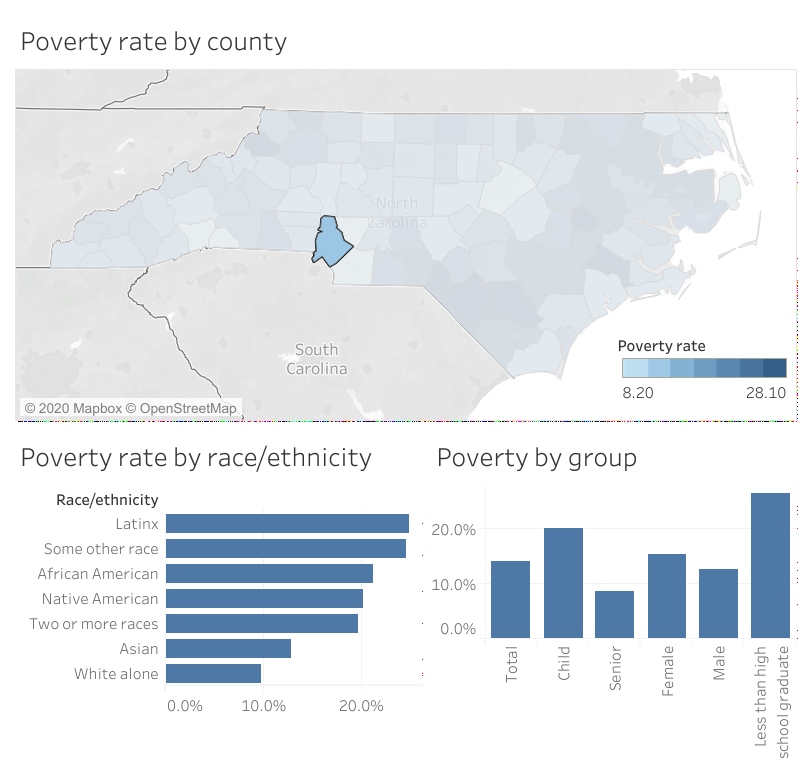 Poverty rate by county
North
Carolina
South
Carolina
Poverty rate
8.20 28.10
© 2020 Mapbox © OpenStreetMap
Poverty rate by race/ethnicity
Race/ethnicity
Latinx
Some other race
African American
Native American
Two or more races
Asian
White alone
0.0% 10.0% 20.0%
Poverty by group
20.0%
10.0%
0.0%
Total
Child
Senior
Female
Male
Less than high
school graduate